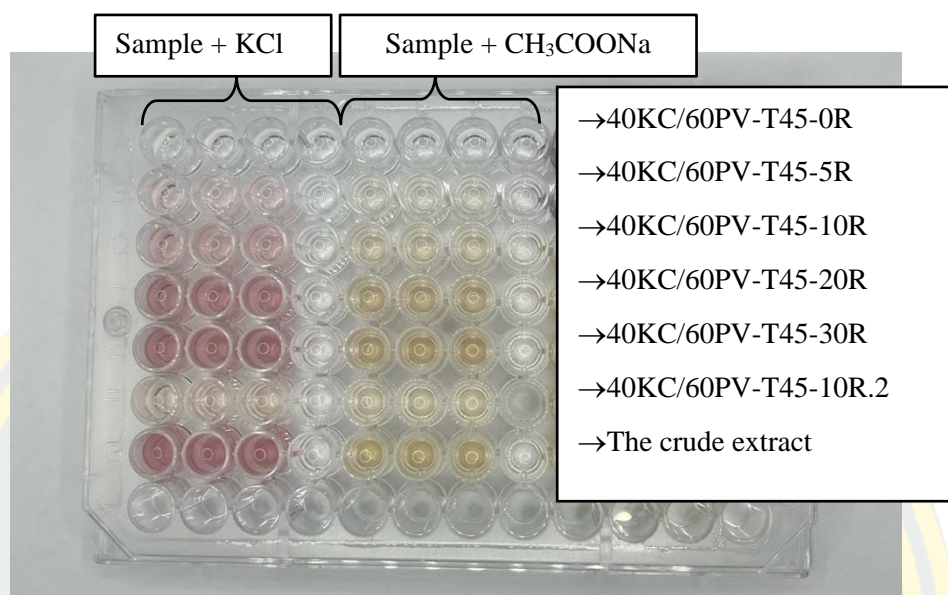 Sample + KCl
Sample + CH₃COONa
→40KC/60PV-T45-0R
→40KC/60PV-T45-5R
→40KC/60PV-T45-10R
→40KC/60PV-T45-20R
→40KC/60PV-T45-30R
→40KC/60PV-T45-10R.2
→The crude extract